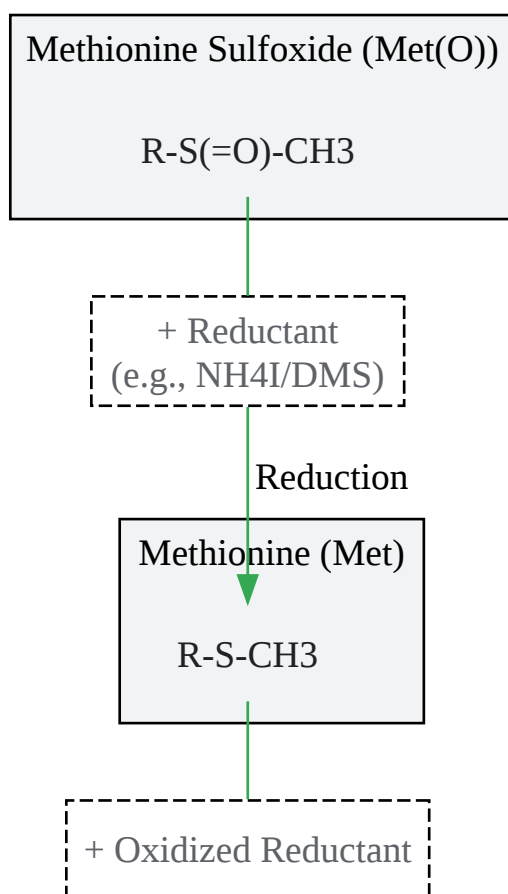 Methionine Sulfoxide (Met(O))
R-S(=O)-CH3
+ Reductant
(e.g., NH4I/DMS)
Reduction
Methionine (Met)
R-S-CH3
+ Oxidized Reductant